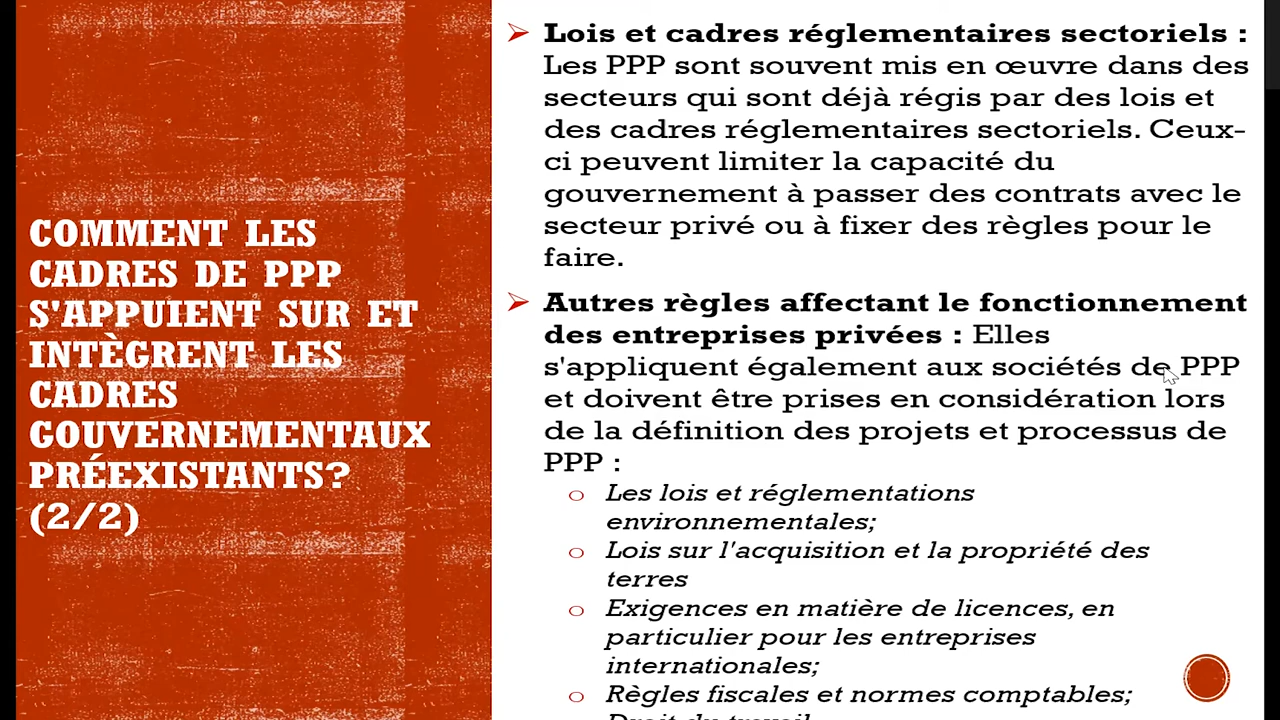 COMMENT LES
CADRES DE PPP
S'APPUIENT SUR ET
INTÈGRENT LES
CADRES
GOUVERNEMENTAUX
PRÉEXISTANTS?
(2/2)
Lois et cadres réglementaires sectoriels :
Les PPP sont souvent mis en œuvre dans des
secteurs qui sont déjà régis par des lois et
des cadres réglementaires sectoriels. Ceux-
ci peuvent limiter la capacité du
gouvernement à passer des contrats avec le
secteur privé ou à fixer des règles pour le
faire.
Autres règles affectant le fonctionnement
des entreprises privées : Elles
s'appliquent également aux sociétés de PPP
et doivent être prises en considération lors
de la définition des projets et processus de
PPP :
Les lois et réglementations
environnementales;
Lois sur l'acquisition et la propriété des
terres
Exigences en matière de licences, en
particulier pour les entreprises
internationales;
Règles fiscales et normes comptables;
Droit du travail